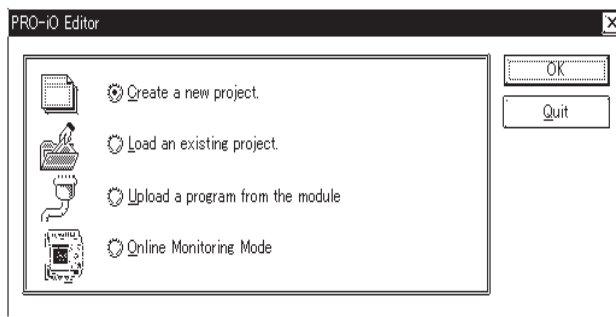 PRO-iO Editor
Create a new project.
OK
Quit
Load an existing project.
Upload a program from the module
Online Monitoring Mode